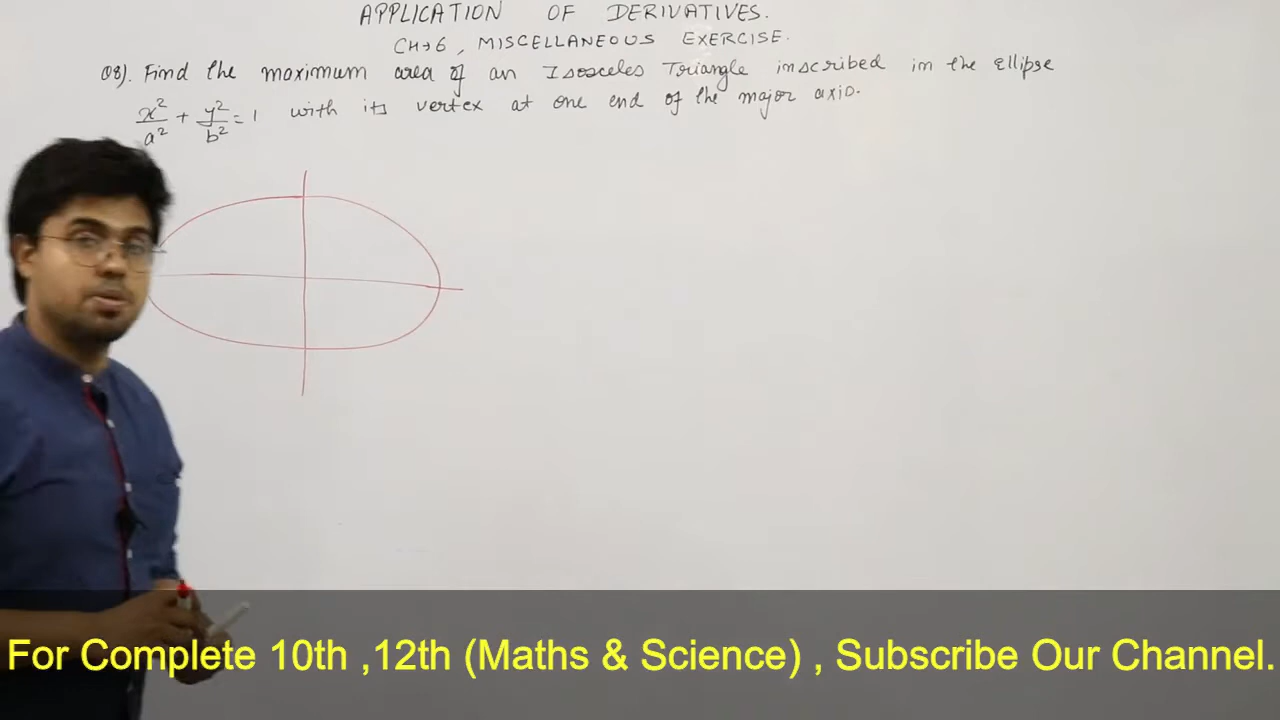 APPLICATION OF DERIVATIVES.
CH→6, MISCELLANEOUS EXERCISE.
Q8). Find the maximum area of an Isosceles Triangle inscribed in the ellipse
x²/a² + y²/b² = 1 with its vertex at one end of the major axis.
For Complete 10th ,12th (Maths & Science) , Subscribe Our Channel.